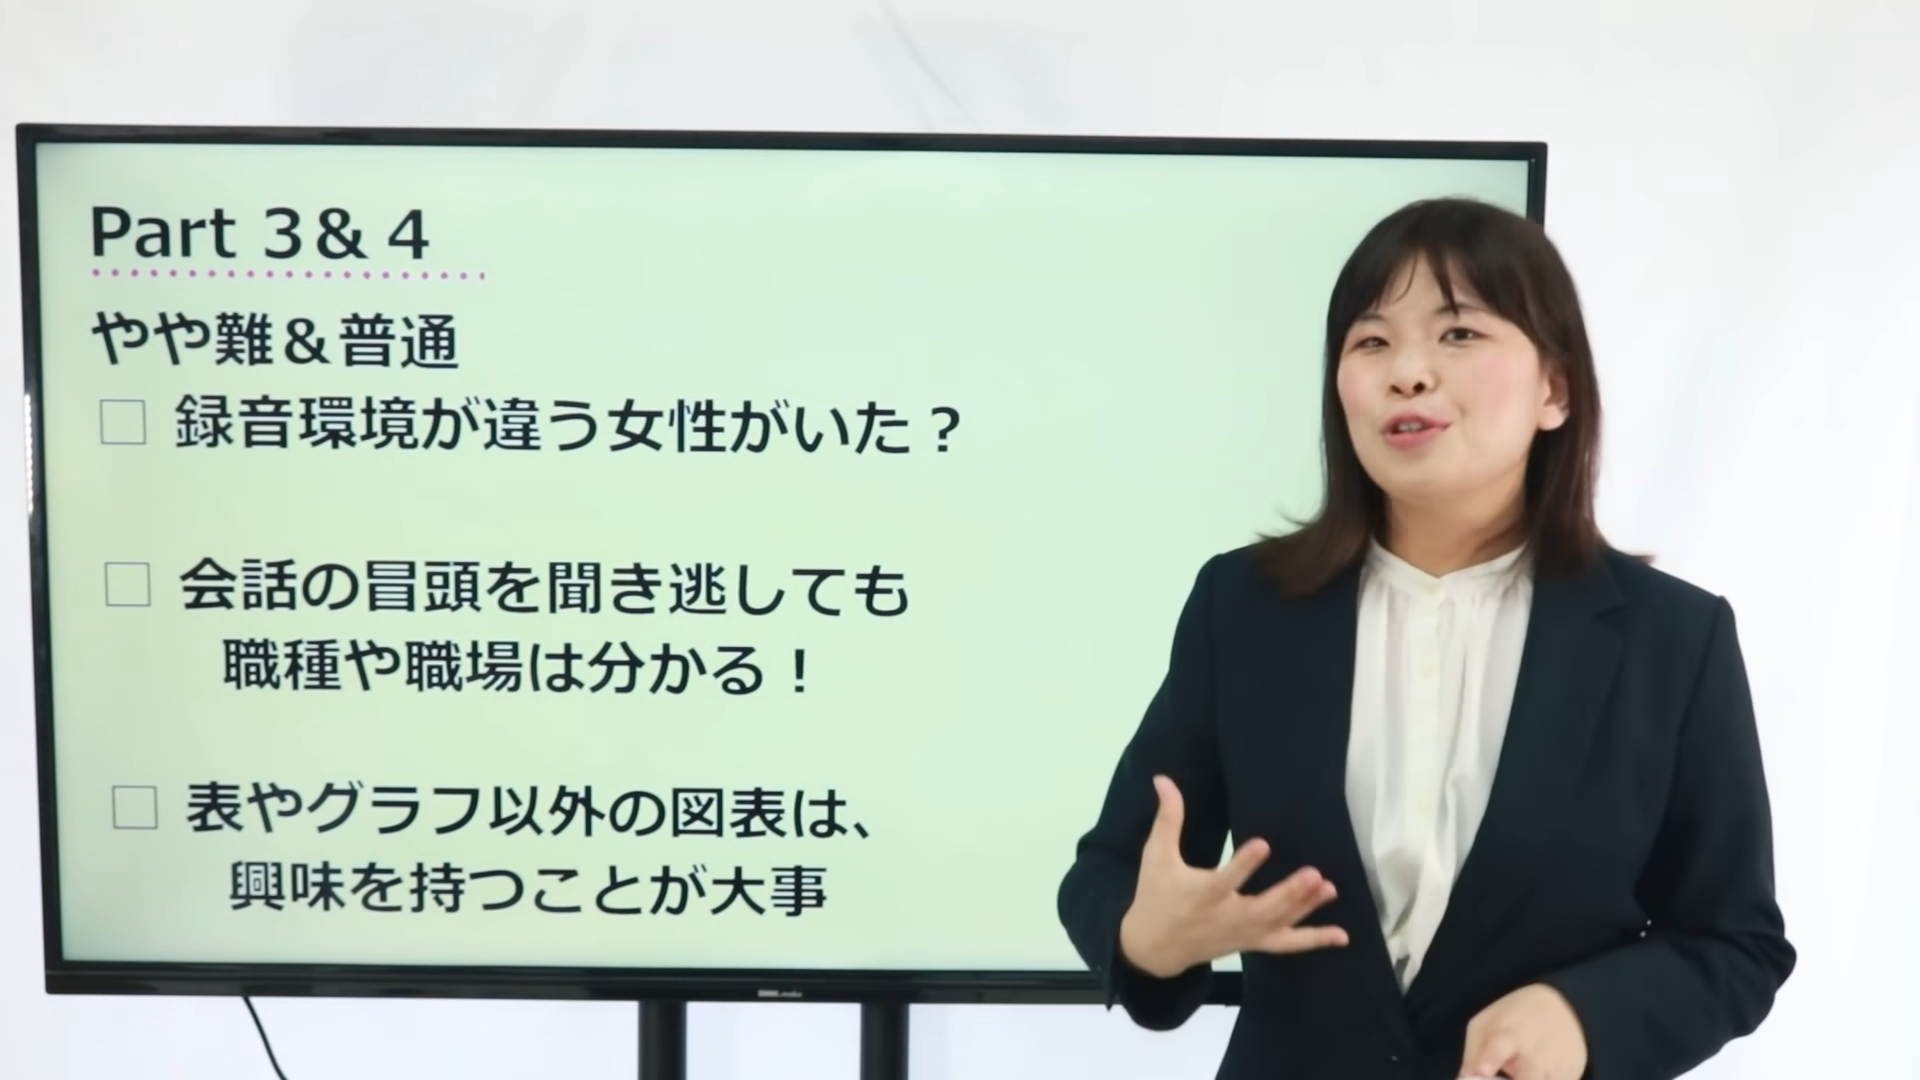 Part 3& 4
やや難&普通
□ 録音環境が違う女性がいた？
□ 会話の冒頭を聞き逃しても
職種や職場は分かる！
□ 表やグラフ以外の図表は、
興味を持つことが大事